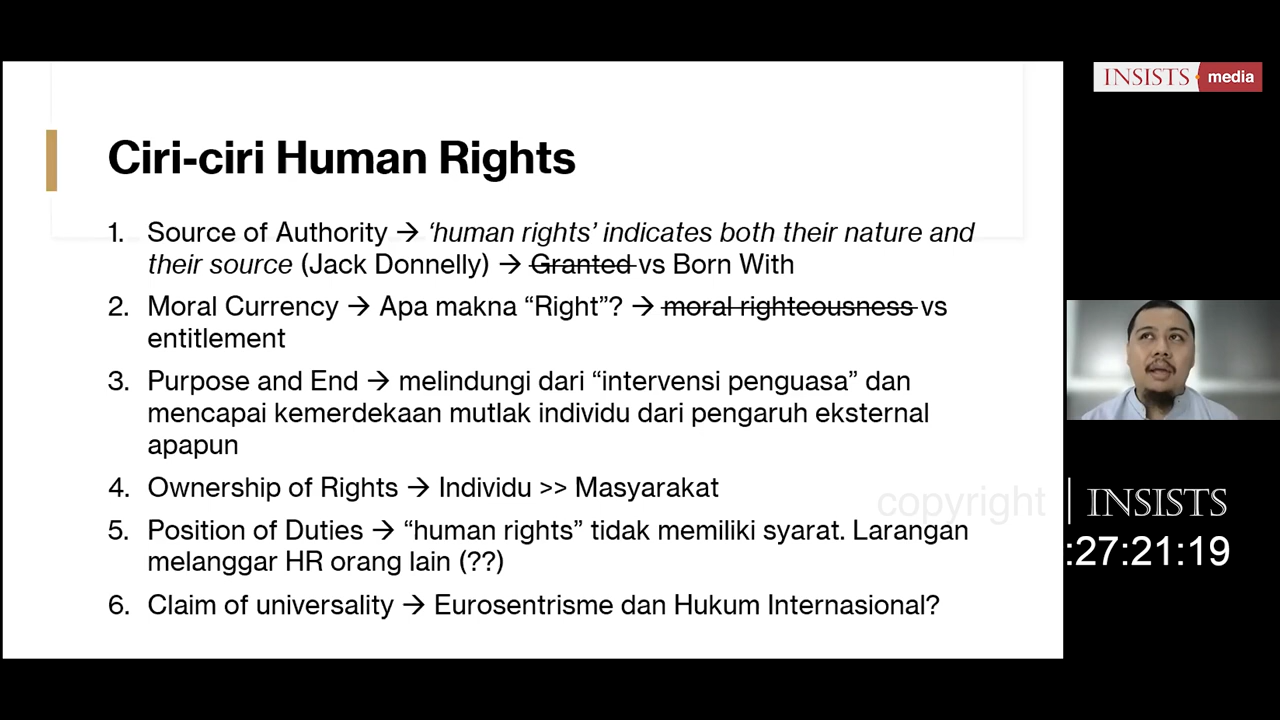 INSISTS media
Ciri-ciri Human Rights
1. Source of Authority → ‘human rights’ indicates both their nature and
their source (Jack Donnelly) → Granted vs Born With
2. Moral Currency → Apa makna “Right”? → moral righteousness vs
entitlement
3. Purpose and End → melindungi dari “intervensi penguasa” dan
mencapai kemerdekaan mutlak individu dari pengaruh eksternal
apapun
4. Ownership of Rights → Individu >> Masyarakat
5. Position of Duties → “human rights” tidak memiliki syarat. Larangan
melanggar HR orang lain (??)
6. Claim of universality → Eurosentrisme dan Hukum Internasional?
copyright | INSISTS
:27:21:19